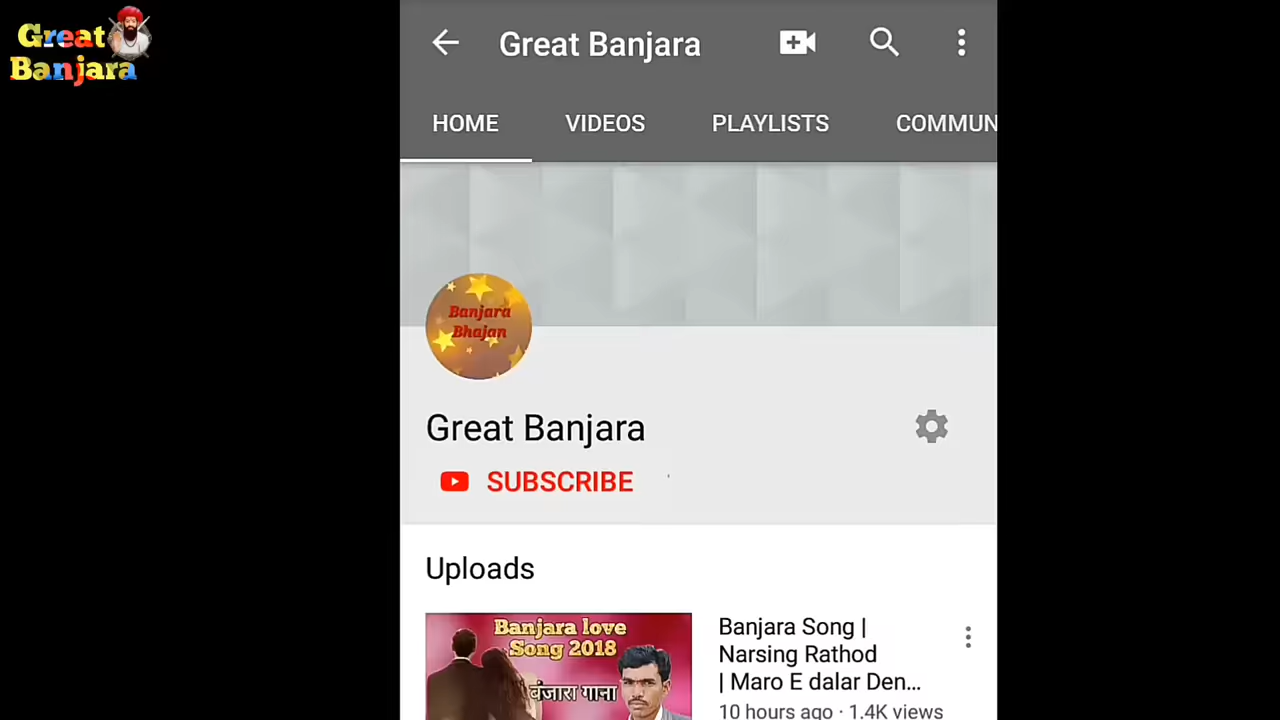 Great
Banjara
Great Banjara
HOME VIDEOS PLAYLISTS COMMUN
Banjara
Bhajan
Great Banjara
SUBSCRIBE
Uploads
Banjara love
Song 2018
बंजारा गाना
Banjara Song |
Narsing Rathod
| Maro E dalar Den...
10 hours ago · 1.4K views